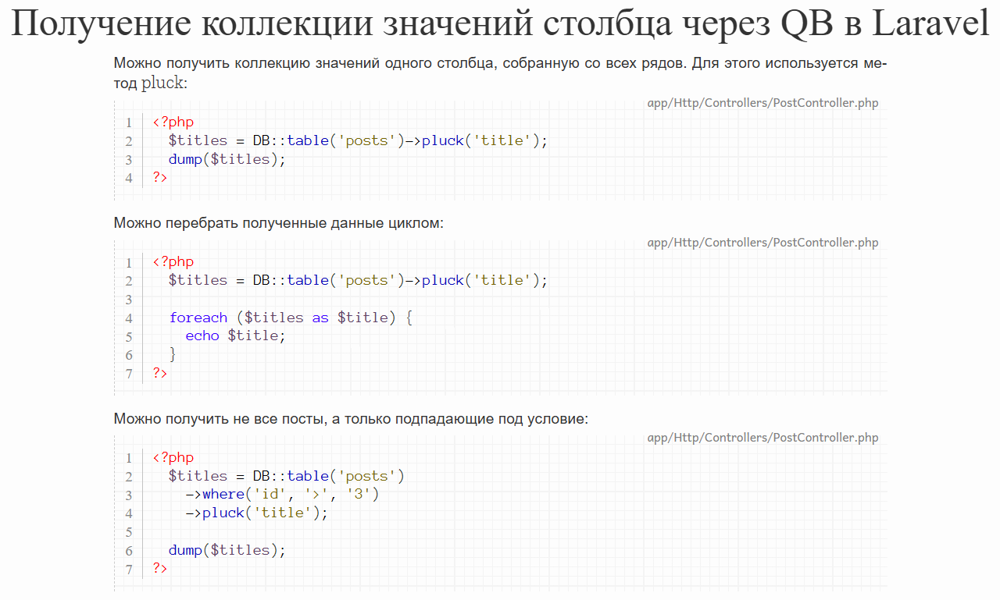 Получение коллекции значений столбца через QB в Laravel
Можно получить коллекцию значений одного столбца, собранную со всех рядов. Для этого используется ме-
тод pluck:
app/Http/Controllers/PostController.php
1 <?php
2 $titles = DB::table('posts')->pluck('title');
3 dump($titles);
4 ?>
Можно перебрать полученные данные циклом:
app/Http/Controllers/PostController.php
1 <?php
2 $titles = DB::table('posts')->pluck('title');
3
4 foreach ($titles as $title) {
5 echo $title;
6 }
7 ?>
Можно получить не все посты, а только подпадающие под условие:
app/Http/Controllers/PostController.php
1 <?php
2 $titles = DB::table('posts')
3 ->where('id', '>', '3')
4 ->pluck('title');
5
6 dump($titles);
7 ?>